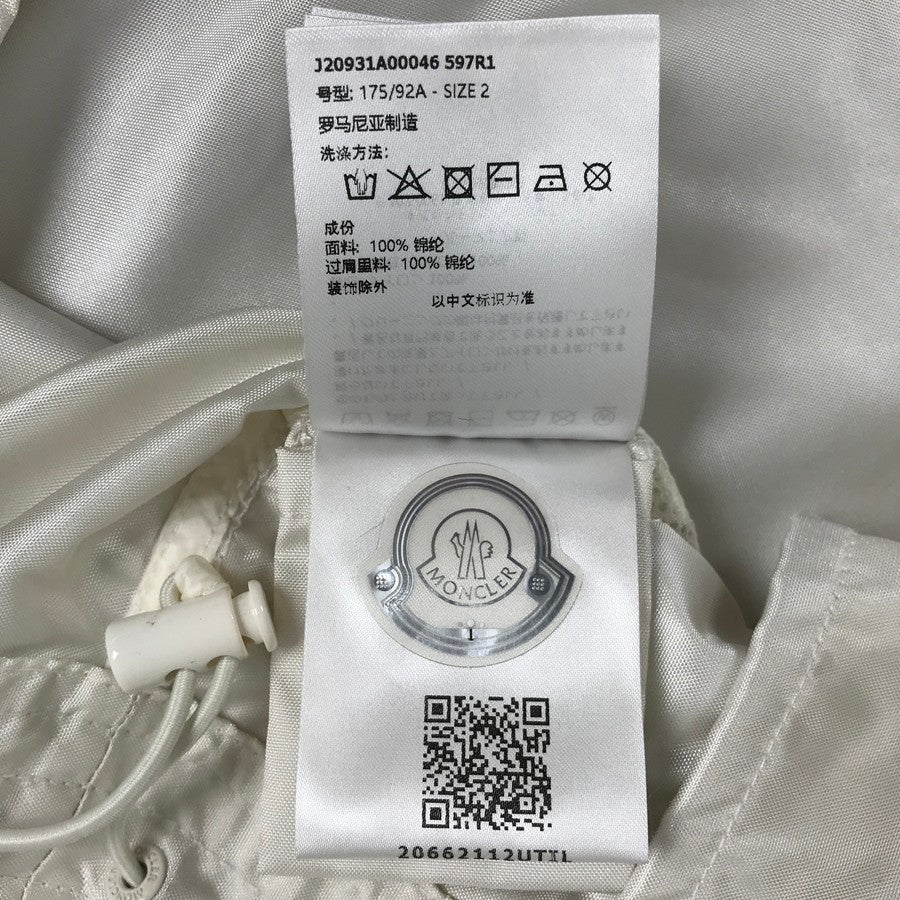 J20931A00046 597R1
号型: 175/92A - SIZE 2
罗马尼亚制造
洗涤方法:
成份
面料: 100% 锦纶
过肩里料: 100% 锦纶
装饰除外
以中文标识为准
MONCLER
20662112UTIL